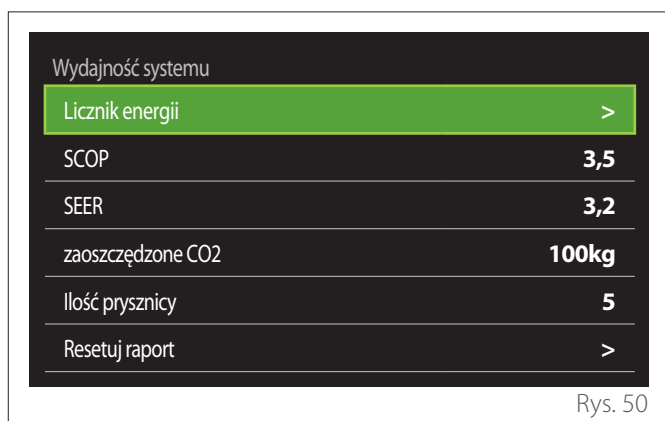 Wydajność systemu
Licznik energii >
SCOP 3,5
SEER 3,2
zaoszczędzone CO2 100kg
Ilość prysznicy 5
Resetuj raport >
Rys. 50